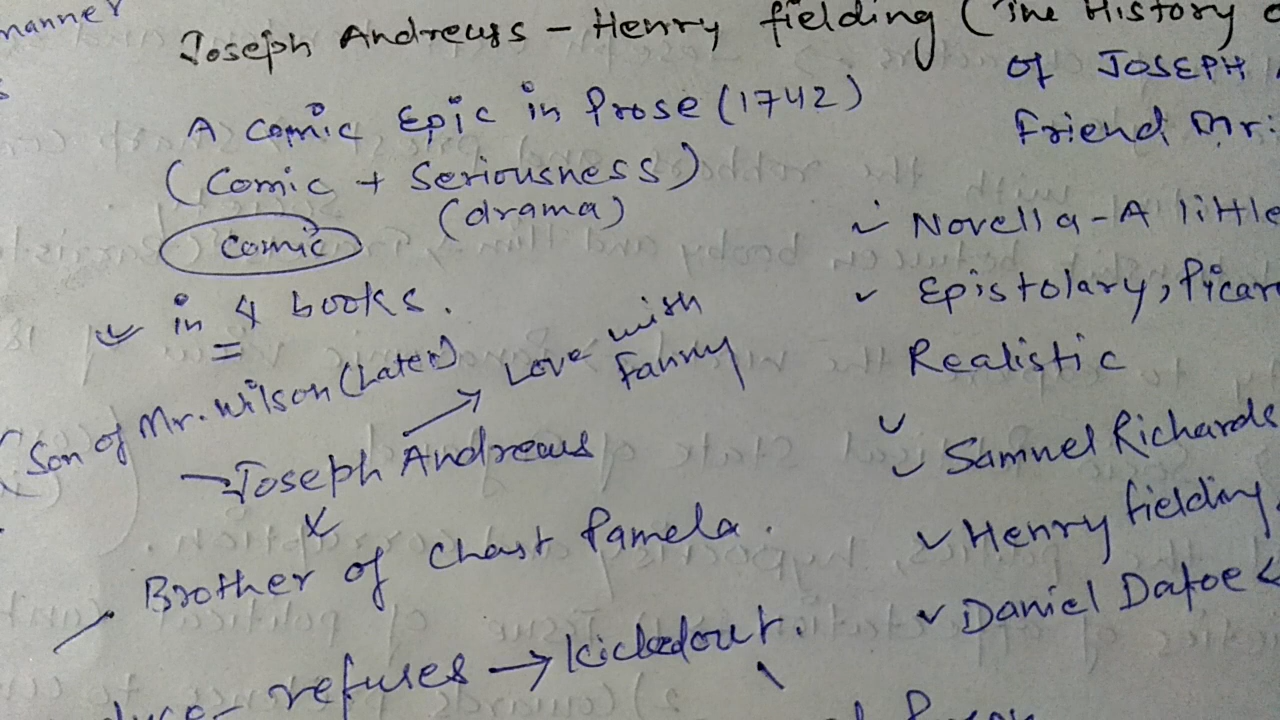 manner
Joseph Andrewss - Henry fielding ( The History
of JOSEPH
Friend Mr.
A comic Epic in Prose (1742)
(Comic + Seriousness)
(drama)
Comic
in 4 books.
Novella - A little
Epistolary, Picar
Realistic
(Son of Mr. Wilson (Later)
Love with
Fanny
Joseph Andrews
Samuel Richards
Brother of Chast Pamela.
Henry fielding,
Daniel Dafoe
refuses → kickedout.